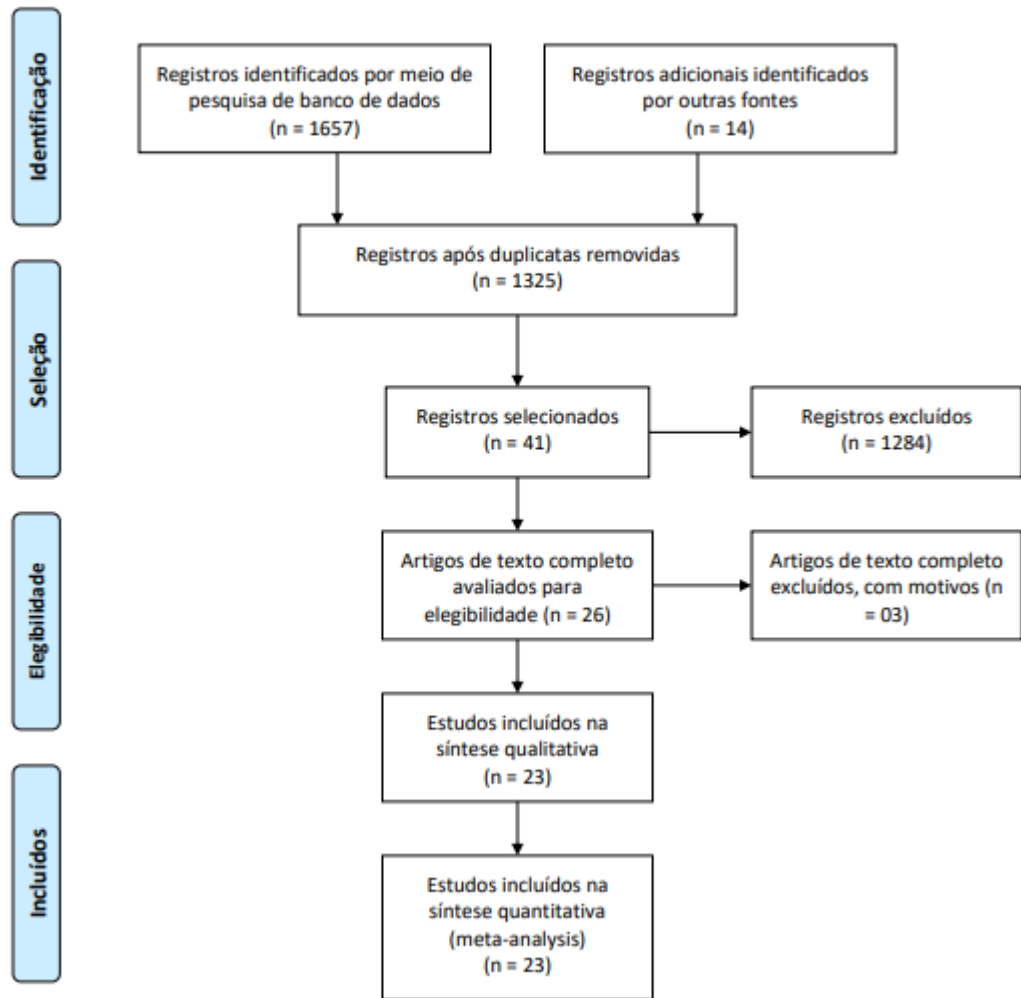 Identificação
Registros identificados por meio de
pesquisa de banco de dados
(n = 1657)
Registros adicionais identificados
por outras fontes
(n = 14)
Registros após duplicatas removidas
(n = 1325)
Seleção
Registros selecionados
(n = 41)
Registros excluídos
(n = 1284)
Elegibilidade
Artigos de texto completo
avaliados para
elegibilidade (n = 26)
Artigos de texto completo
excluídos, com motivos (n
= 03)
Estudos incluídos na
síntese qualitativa
(n = 23)
Incluídos
Estudos incluídos na
síntese quantitativa
(meta-analysis)
(n = 23)